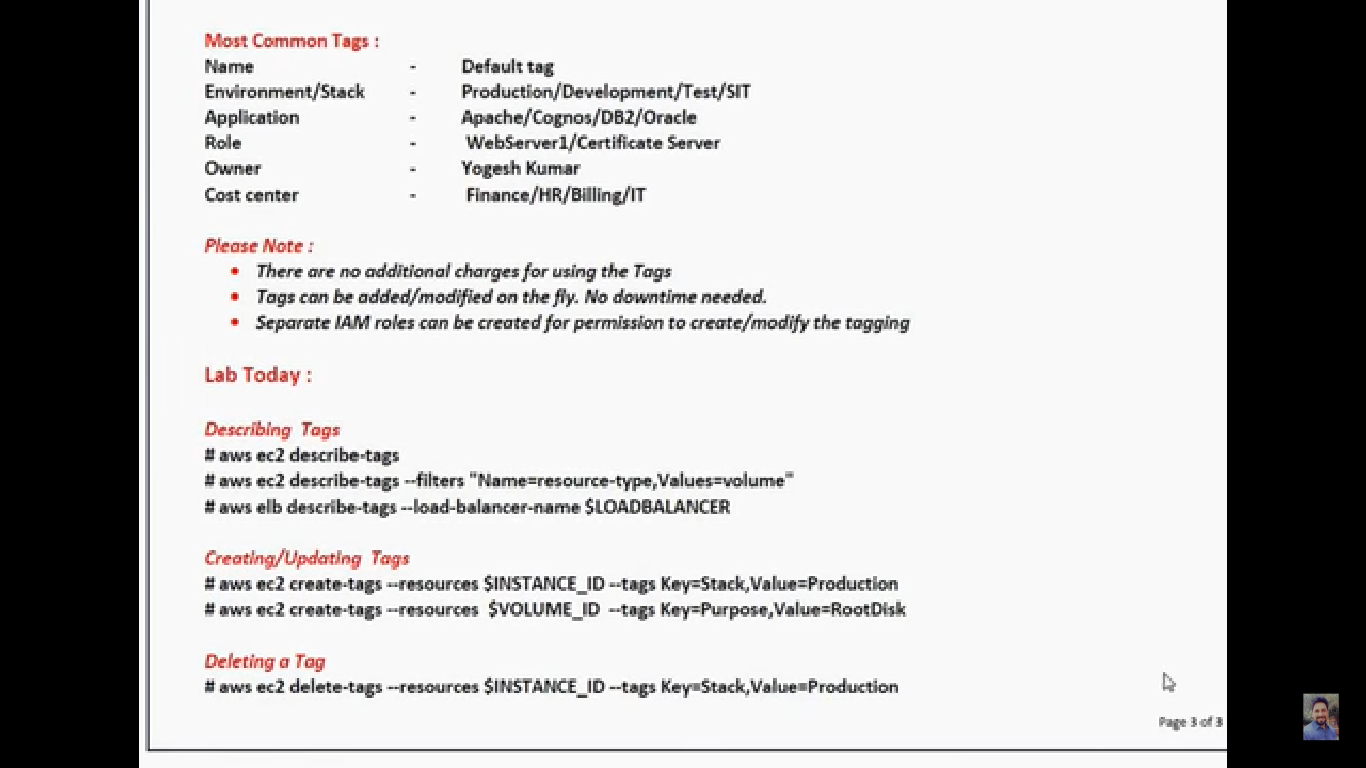 Most Common Tags :
Name - Default tag
Environment/Stack - Production/Development/Test/SIT
Application - Apache/Cognos/DB2/Oracle
Role - WebServer1/Certificate Server
Owner - Yogesh Kumar
Cost center - Finance/HR/Billing/IT
Please Note :
• There are no additional charges for using the Tags
• Tags can be added/modified on the fly. No downtime needed.
• Separate IAM roles can be created for permission to create/modify the tagging
Lab Today :
Describing Tags
# aws ec2 describe-tags
# aws ec2 describe-tags --filters "Name=resource-type,Values=volume"
# aws elb describe-tags --load-balancer-name $LOADBALANCER
Creating/Updating Tags
# aws ec2 create-tags --resources $INSTANCE_ID --tags Key=Stack,Value=Production
# aws ec2 create-tags --resources $VOLUME_ID --tags Key=Purpose,Value=RootDisk
Deleting a Tag
# aws ec2 delete-tags --resources $INSTANCE_ID --tags Key=Stack,Value=Production
Page 3 of 3